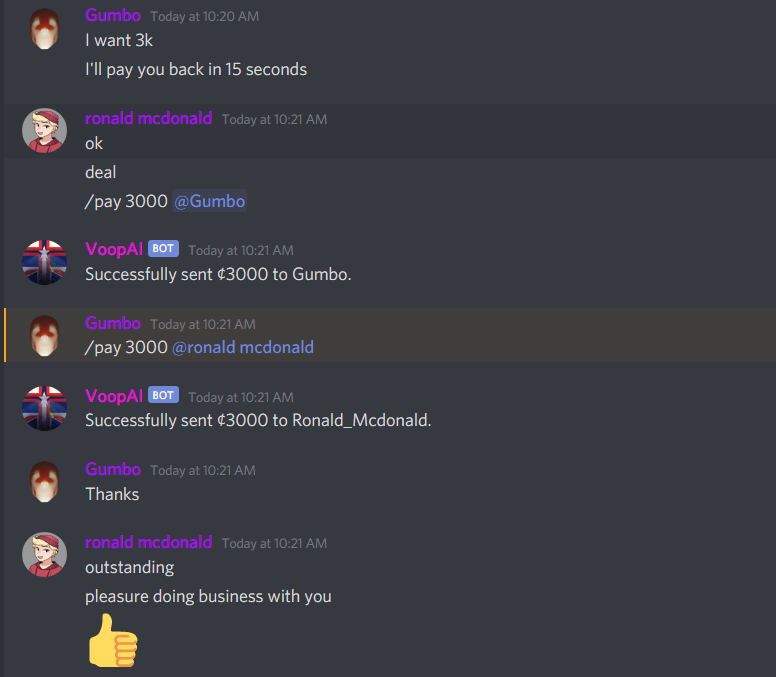 Gumbo Today at 10:20 AM
I want 3k
I'll pay you back in 15 seconds
ronald mcdonald Today at 10:21 AM
ok
deal
/pay 3000 @Gumbo
VoopAI BOT Today at 10:21 AM
Successfully sent ¢3000 to Gumbo.
Gumbo Today at 10:21 AM
/pay 3000 @ronald mcdonald
VoopAI BOT Today at 10:21 AM
Successfully sent ¢3000 to Ronald_Mcdonald.
Gumbo Today at 10:21 AM
Thanks
ronald mcdonald Today at 10:21 AM
outstanding
pleasure doing business with you